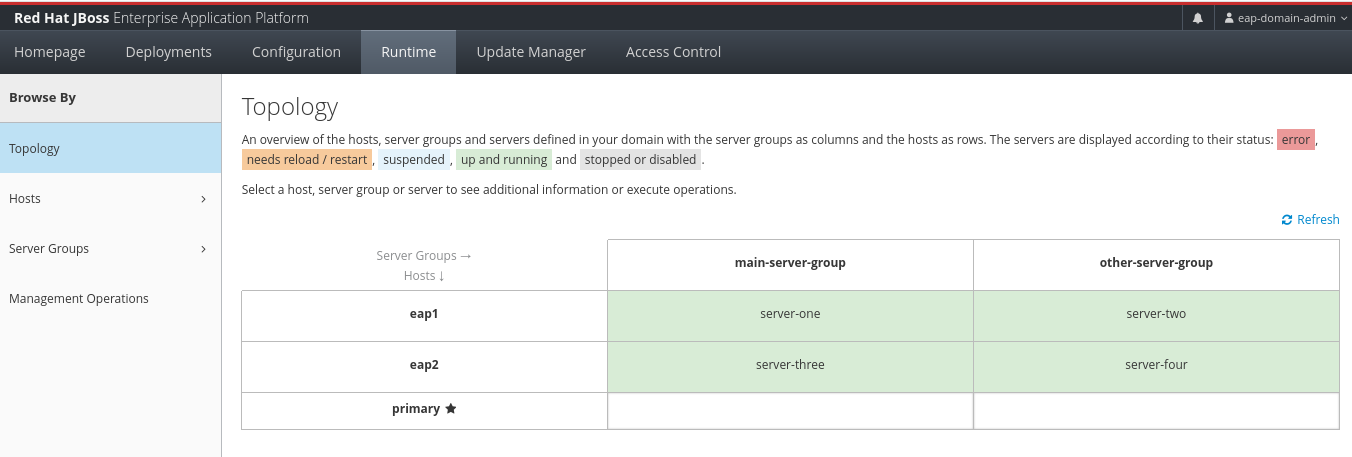 Red Hat JBoss Enterprise Application Platform
eap-domain-admin
Homepage Deployments Configuration Runtime Update Manager Access Control
Browse By
Topology
Hosts
Server Groups
Management Operations
Topology
An overview of the hosts, server groups and servers defined in your domain with the server groups as columns and the hosts as rows. The servers are displayed according to their status: error,
needs reload / restart, suspended, up and running and stopped or disabled.
Select a host, server group or server to see additional information or execute operations.
Refresh
Server Groups →
Hosts ↓
main-server-group other-server-group
eap1 server-one server-two
eap2 server-three server-four
primary ★